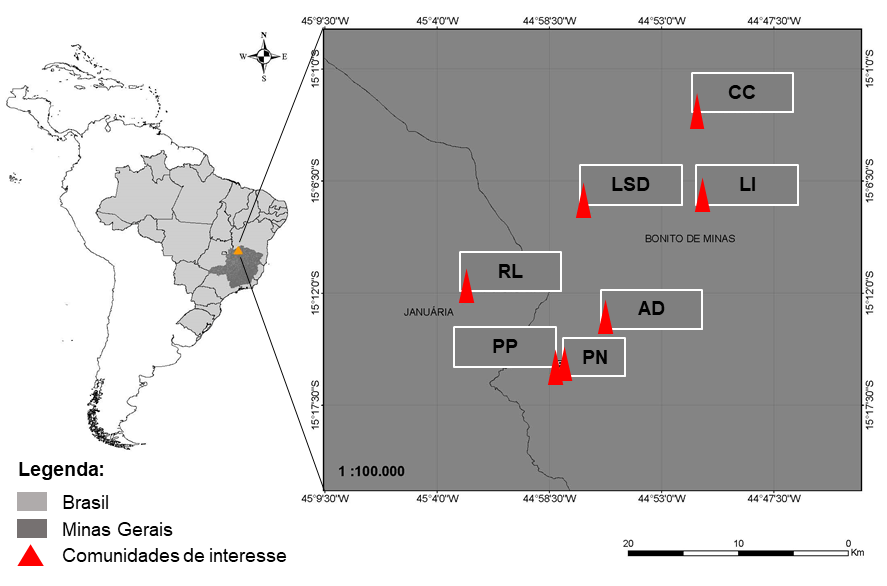 45°9'30"W 45°4'0"W 44°58'30"W 44°53'0"W 44°47'30"W
N
W E
S
15°1'0"S 15°1'0"S
CC
15°6'30"S 15°6'30"S
LSD LI
BONITO DE MINAS
RL
15°12'0"S 15°12'0"S
JANUÁRIA
AD
PP PN
15°17'30"S 15°17'30"S
1 :100.000
45°9'30"W 45°4'0"W 44°58'30"W 44°53'0"W 44°47'30"W
Legenda:
Brasil
Minas Gerais
Comunidades de interesse
20 10 0
Km